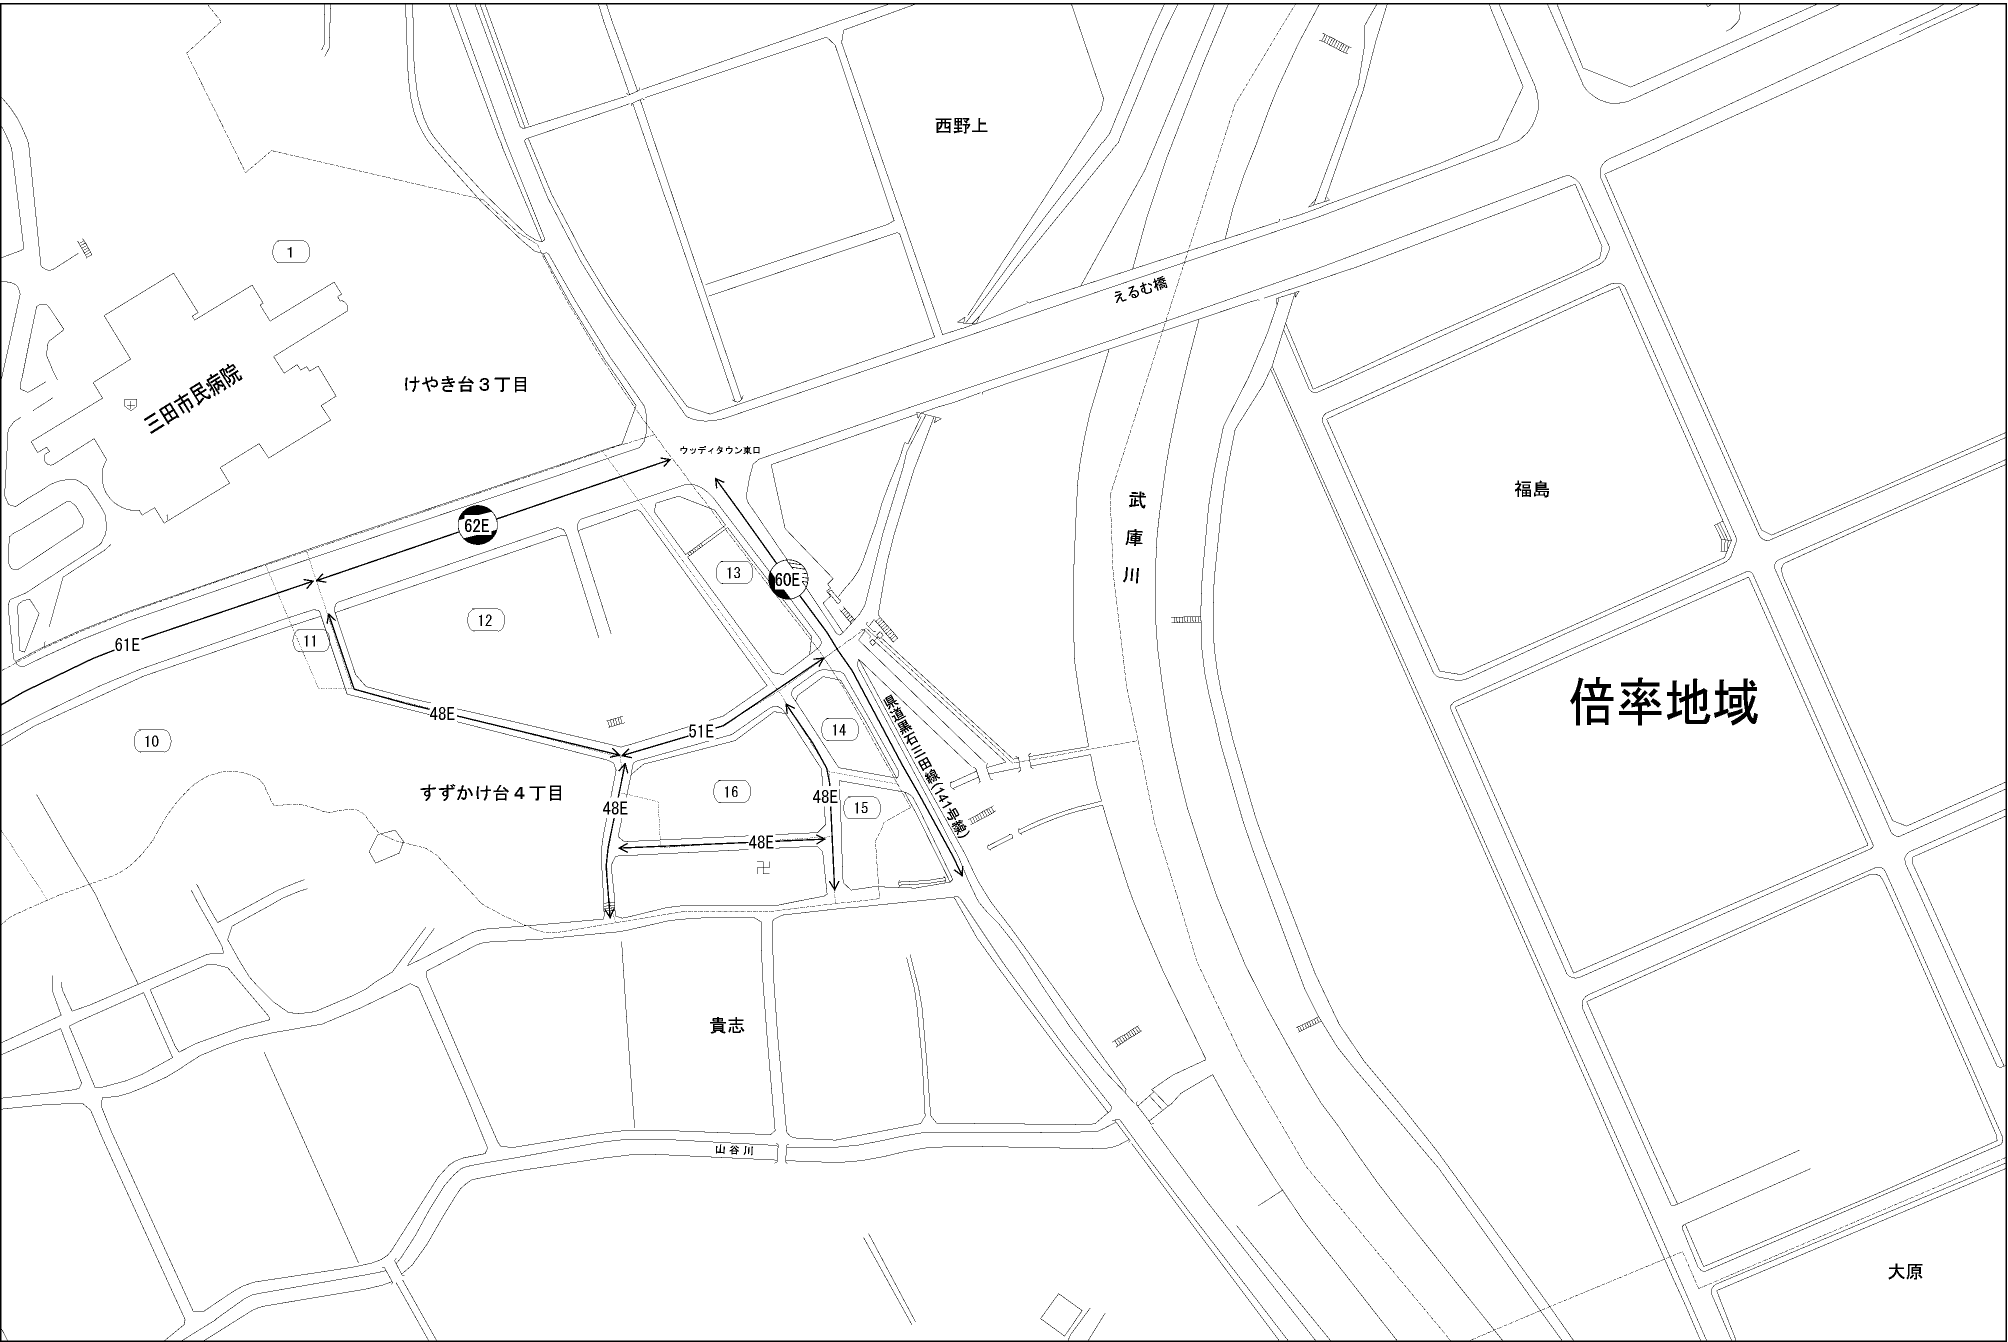 西野上
1
えるむ橋
三田市民病院
けやき台３丁目
ウッディタウン東口
福島
武庫川
62E
13
60E
12
11
61E
倍率地域
48E
51E
14
県道黒石三田線(141号線)
10
すずかけ台４丁目
16
48E
48E
15
48E
貴志
山谷川
大原